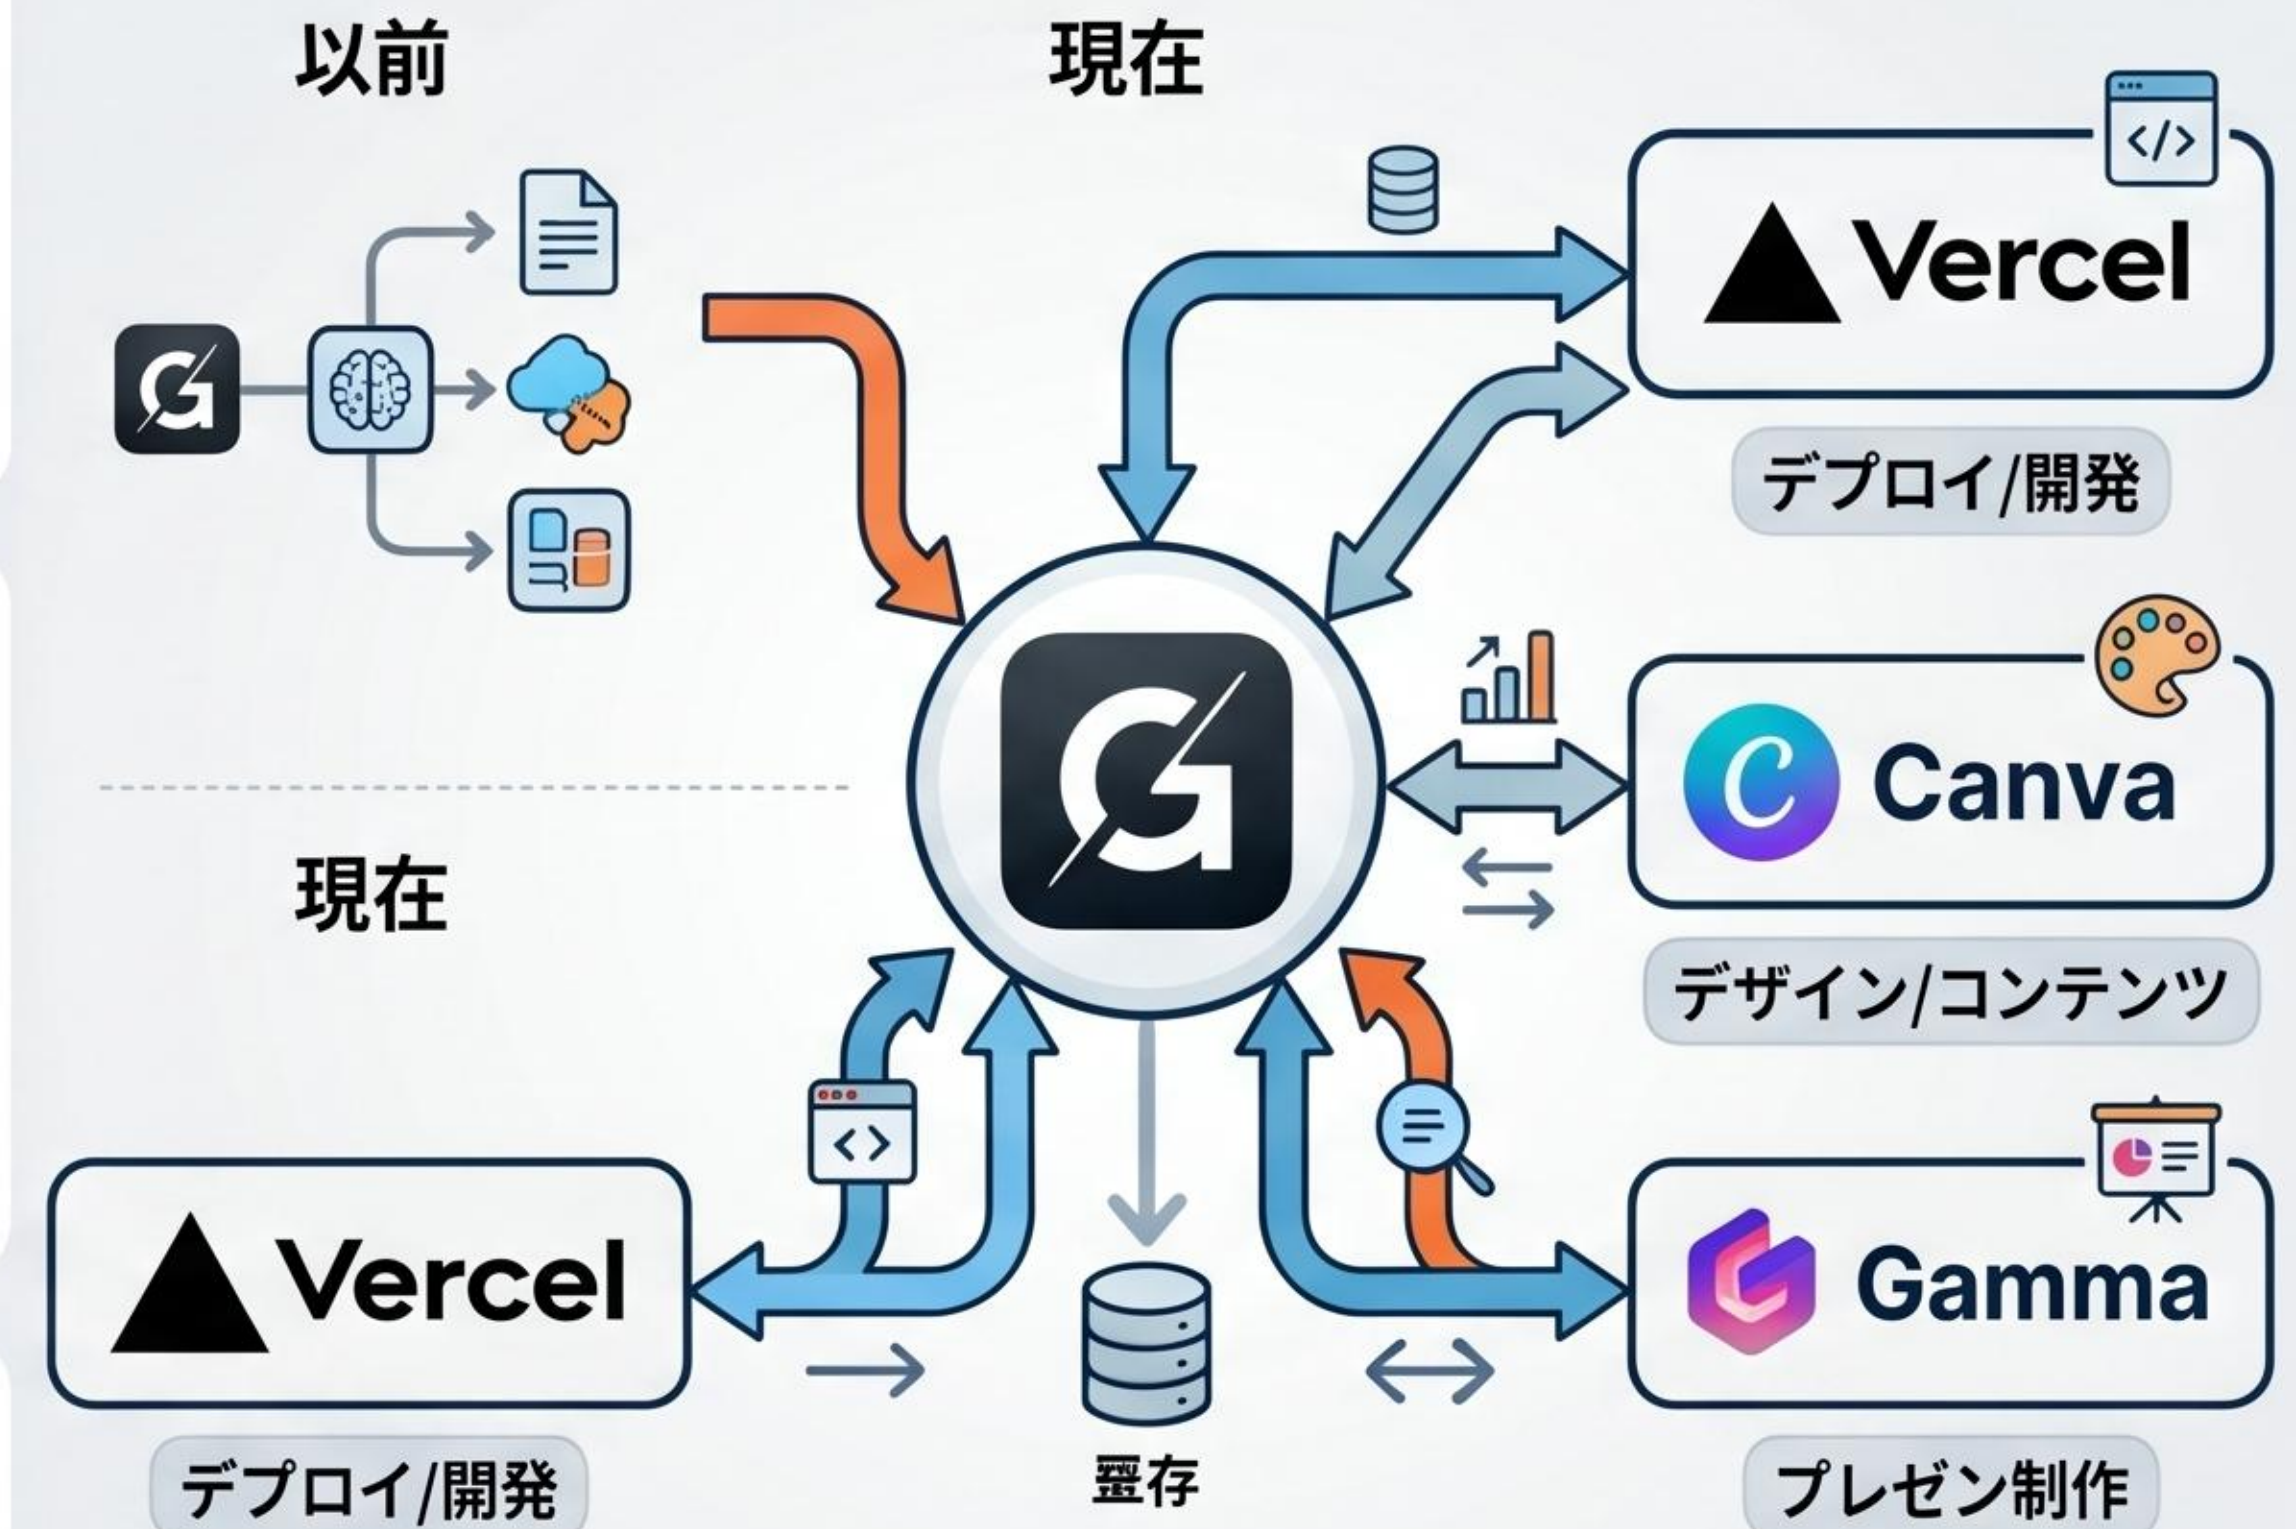 以前
現在
Vercel
デプロイ/開発
Canva
デザイン/コンテンツ
現在
Vercel
デプロイ/開発
存
Gamma
プレゼン制作